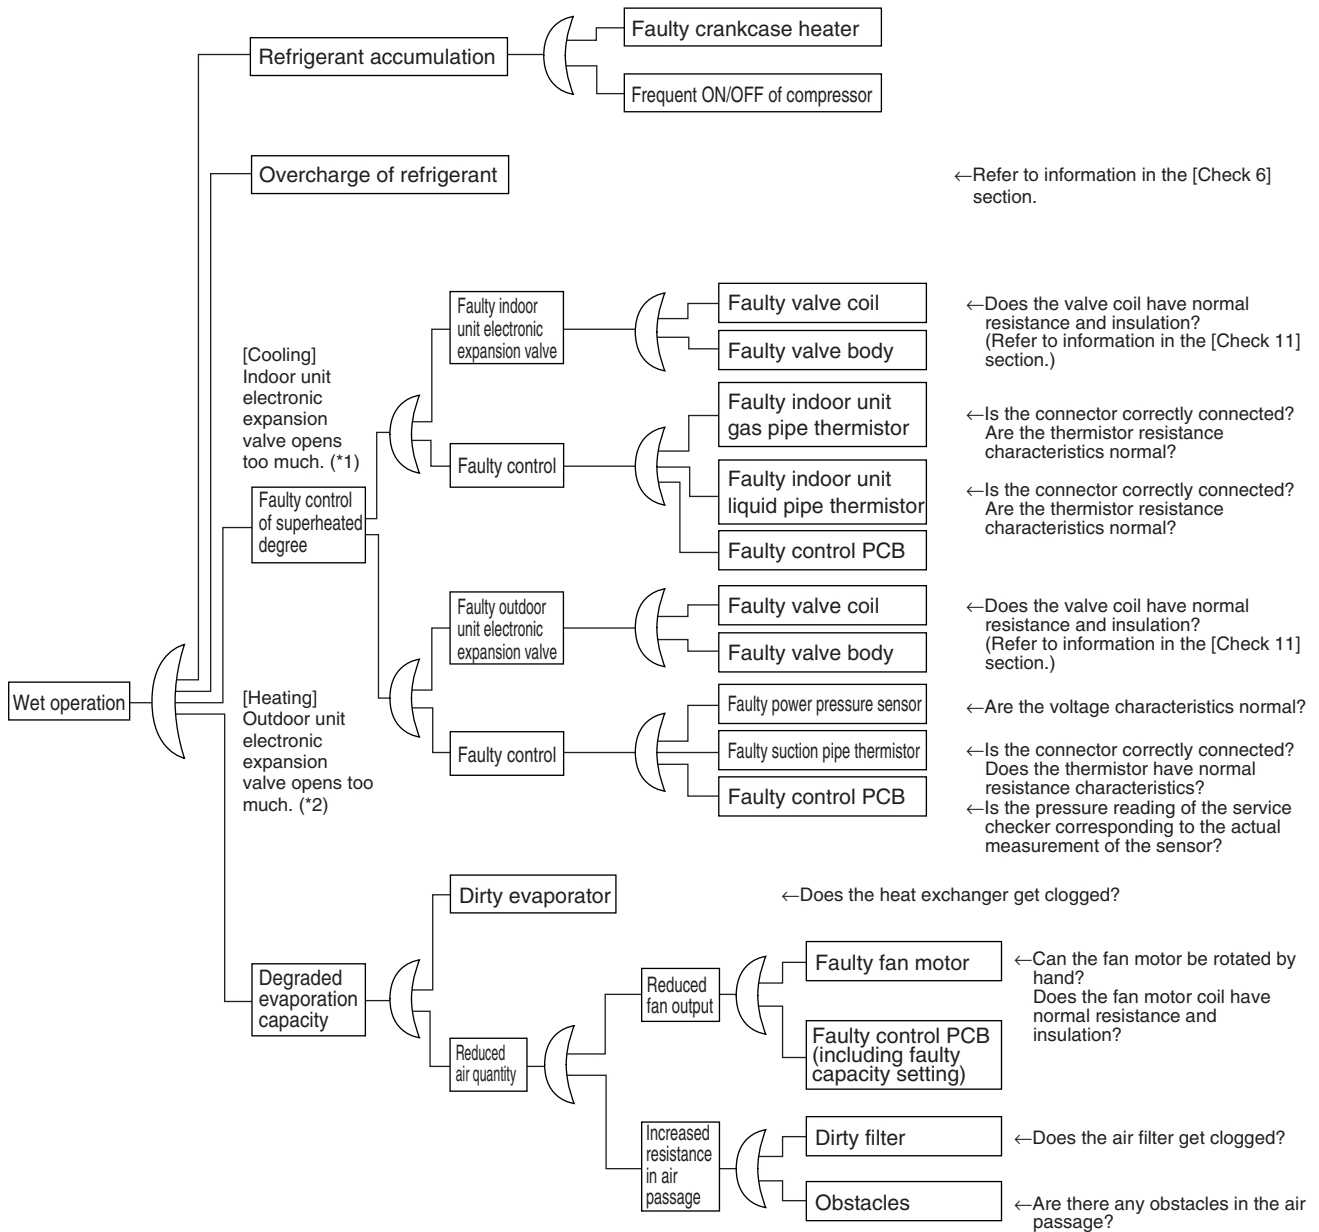 Refrigerant accumulation
Faulty crankcase heater
Frequent ON/OFF of compressor
Overcharge of refrigerant
←Refer to information in the [Check 6]
section.
Wet operation
[Cooling]
Indoor unit
electronic
expansion
valve opens
too much. (*1)
Faulty control
of superheated
degree
[Heating]
Outdoor unit
electronic
expansion
valve opens too
much. (*2)
Faulty indoor
unit electronic
expansion valve
Faulty valve coil
←Does the valve coil have normal
resistance and insulation?
(Refer to information in the [Check 11]
section.)
Faulty valve body
Faulty control
Faulty indoor unit
gas pipe thermistor
←Is the connector correctly connected?
Are the thermistor resistance
characteristics normal?
Faulty indoor unit
liquid pipe thermistor
←Is the connector correctly connected?
Are the thermistor resistance
characteristics normal?
Faulty control PCB
Faulty outdoor
unit electronic
expansion valve
Faulty valve coil
←Does the valve coil have normal
resistance and insulation?
(Refer to information in the [Check 11]
section.)
Faulty valve body
Faulty control
Faulty power pressure sensor
←Are the voltage characteristics normal?
Faulty suction pipe thermistor
←Is the connector correctly connected?
Does the thermistor have normal
resistance characteristics?
Faulty control PCB
←Is the pressure reading of the service
checker corresponding to the actual
measurement of the sensor?
Degraded
evaporation
capacity
Dirty evaporator
←Does the heat exchanger get clogged?
Reduced
air quantity
Reduced
fan output
Faulty fan motor
←Can the fan motor be rotated by
hand?
Does the fan motor coil have
normal resistance and
insulation?
Faulty control PCB
(including faulty
capacity setting)
Increased
resistance
in air
passage
Dirty filter
←Does the air filter get clogged?
Obstacles
←Are there any obstacles in the air
passage?